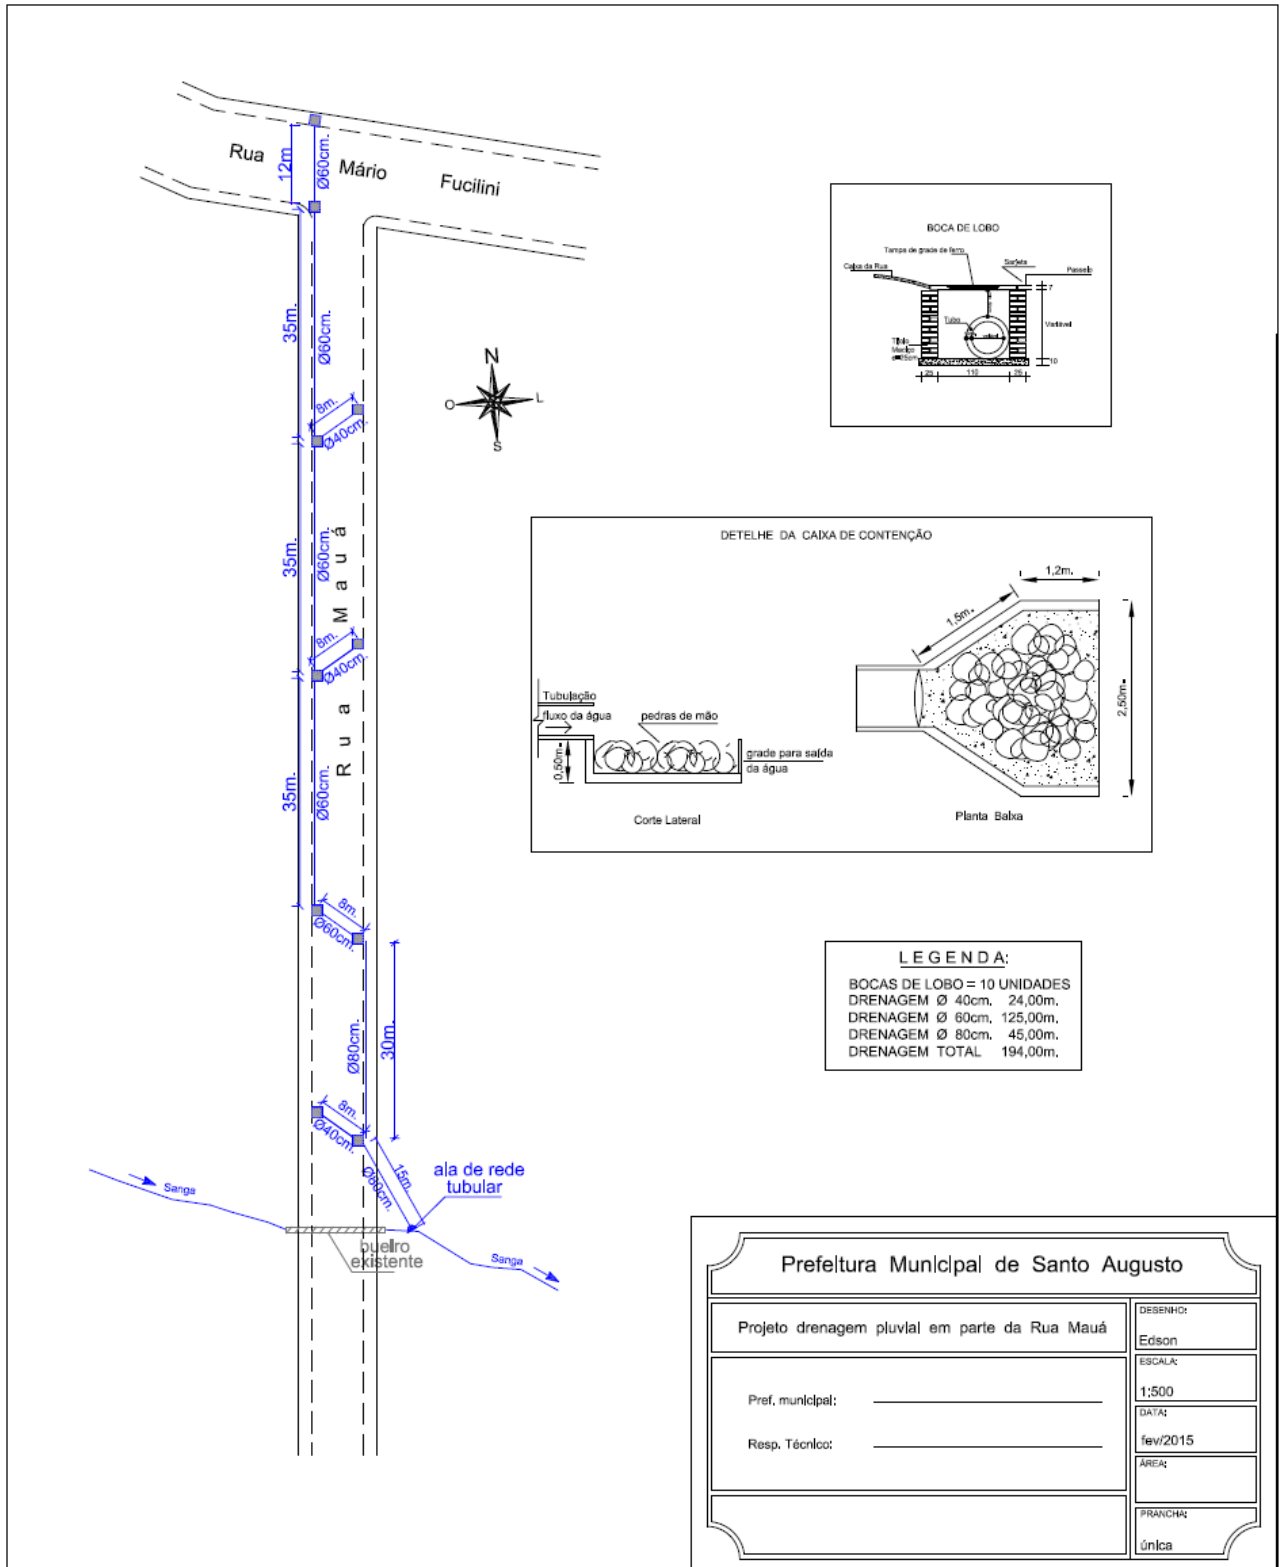 Rua Mário Fucilini
12m
Ø60cm.
35m.
Ø60cm.
8m.
Ø40cm.
35m.
Ø60cm.
Rua Mauá
8m.
Ø40cm.
35m.
Ø60cm.
8m.
Ø60cm.
Ø80cm.
30m.
8m.
Ø40cm.
15m.
ala de rede
tubular
Sanga
bueiro
existente
Sanga
N
O
L
S
BOCA DE LOBO
Tampa de grade de ferro
Caixa da Rua
Sarjeta
Passeio
7
Tubo
Variável
Tijolo
Maciço
10
25
110
25
DETELHE DA CAIXA DE CONTENÇÃO
1,2m.
1,5m.
2,50m.
Tubulação
fluxo da água
pedras de mão
0,50m.
grade para saída
da água
Corte Lateral
Planta Baixa
LEGENDA:
BOCAS DE LOBO = 10 UNIDADES
DRENAGEM Ø 40cm. 24,00m.
DRENAGEM Ø 60cm. 125,00m.
DRENAGEM Ø 80cm. 45,00m.
DRENAGEM TOTAL 194,00m.
Prefeitura Municipal de Santo Augusto
Projeto drenagem pluvial em parte da Rua Mauá
Pref. municipal:
Resp. Técnico:
DESENHO:
Edson
ESCALA:
1:500
DATA:
fev/2015
ÁREA:
PRANCHA:
única